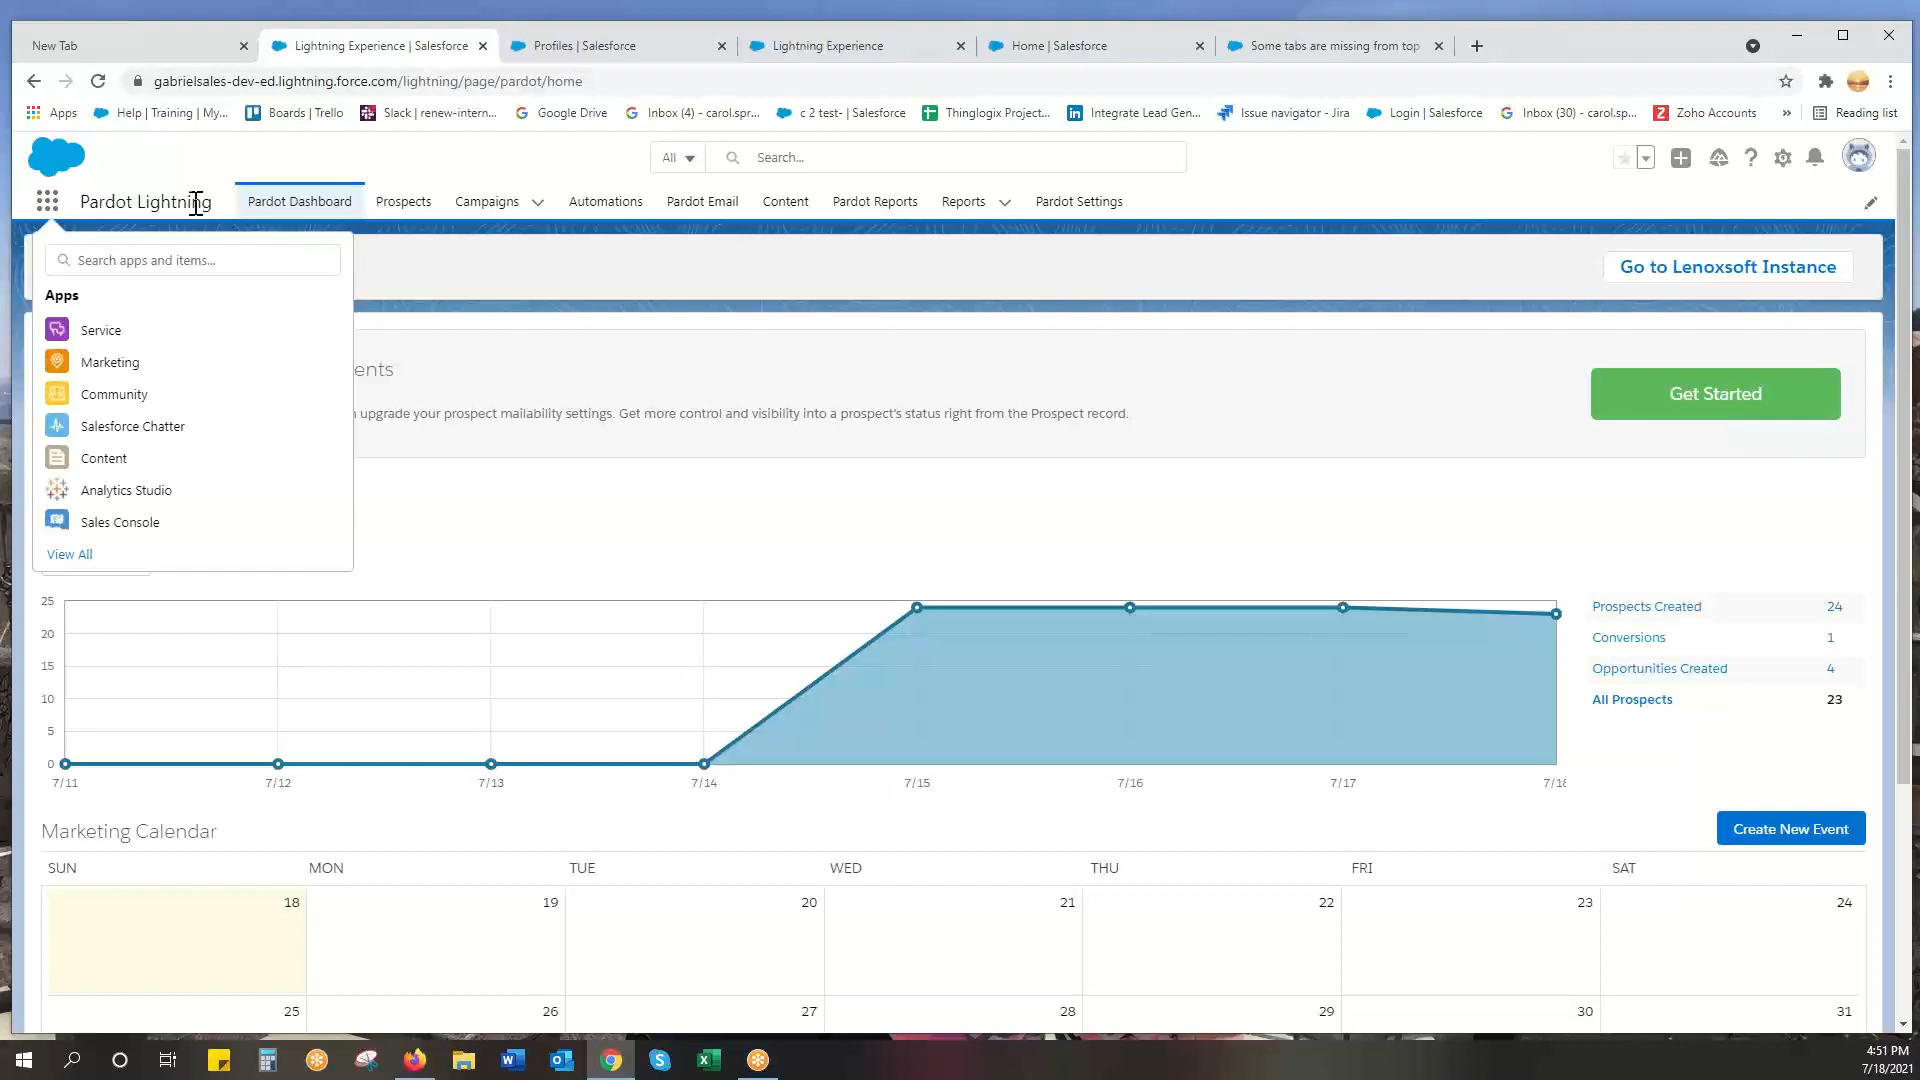 New Tab
Lightning Experience | Salesforce
Profiles | Salesforce
Lightning Experience
Home | Salesforce
Some tabs are missing from top
gabrielsales-dev-ed.lightning.force.com/lightning/page/pardot/home
Apps
Help | Training | My...
Boards | Trello
Slack | renew-intern...
Google Drive
Inbox (4) - carol.spr...
c 2 test- | Salesforce
Thinglogix Project...
Integrate Lead Gen...
Issue navigator - Jira
Login | Salesforce
Inbox (30) - carol.sp...
Zoho Accounts
»
Reading list
All
Search...
Pardot Lightning
Pardot Dashboard
Prospects
Campaigns
Automations
Pardot Email
Content
Pardot Reports
Reports
Pardot Settings
Search apps and items...
Go to Lenoxsoft Instance
Apps
Service
Marketing
Community
Salesforce Chatter
Content
Analytics Studio
Sales Console
View All
ents
upgrade your prospect mailability settings. Get more control and visibility into a prospect's status right from the Prospect record.
Get Started
25
20
15
10
5
0
7/11
7/12
7/13
7/14
7/15
7/16
7/17
Prospects Created 24
Conversions 1
Opportunities Created 4
All Prospects 23
Marketing Calendar
Create New Event
SUN MON TUE WED THU FRI SAT
18 19 20 21 22 23 24
25 26 27 28 29 30 31
4:51 PM
7/18/2021